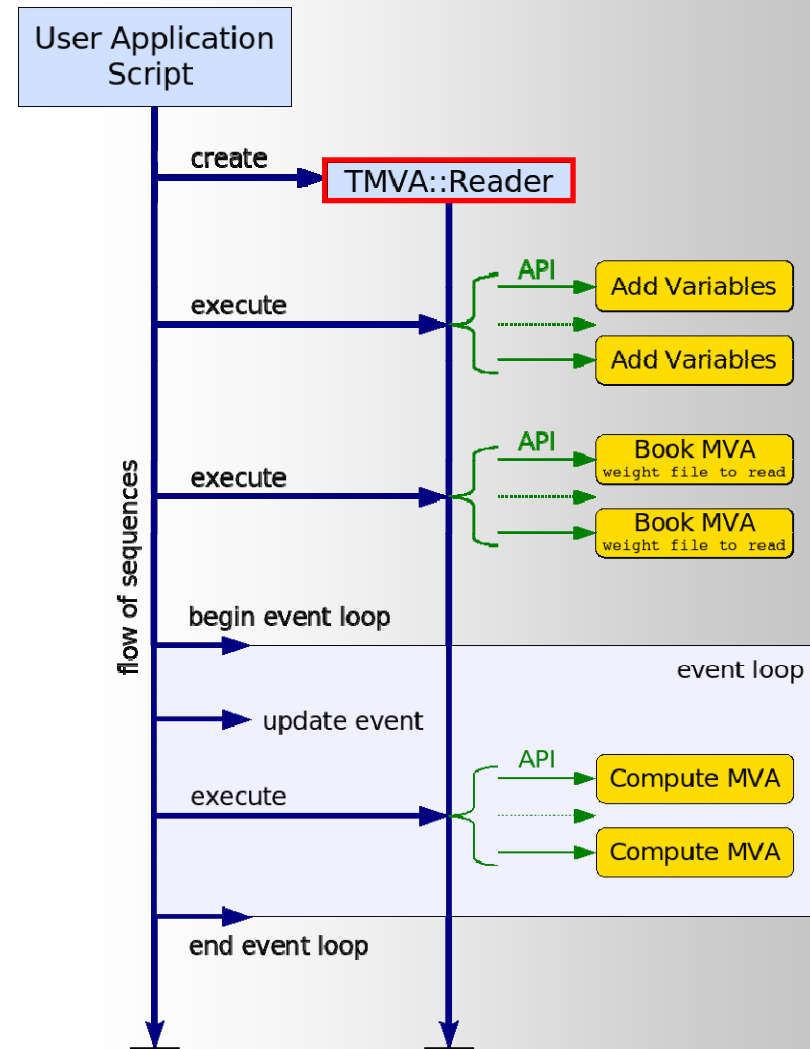 User Application
Script
create
TMVA::Reader
API
Add Variables
execute
Add Variables
API
Book MVA
weight file to read
execute
Book MVA
weight file to read
flow of sequences
begin event loop
event loop
update event
API
Compute MVA
execute
Compute MVA
end event loop